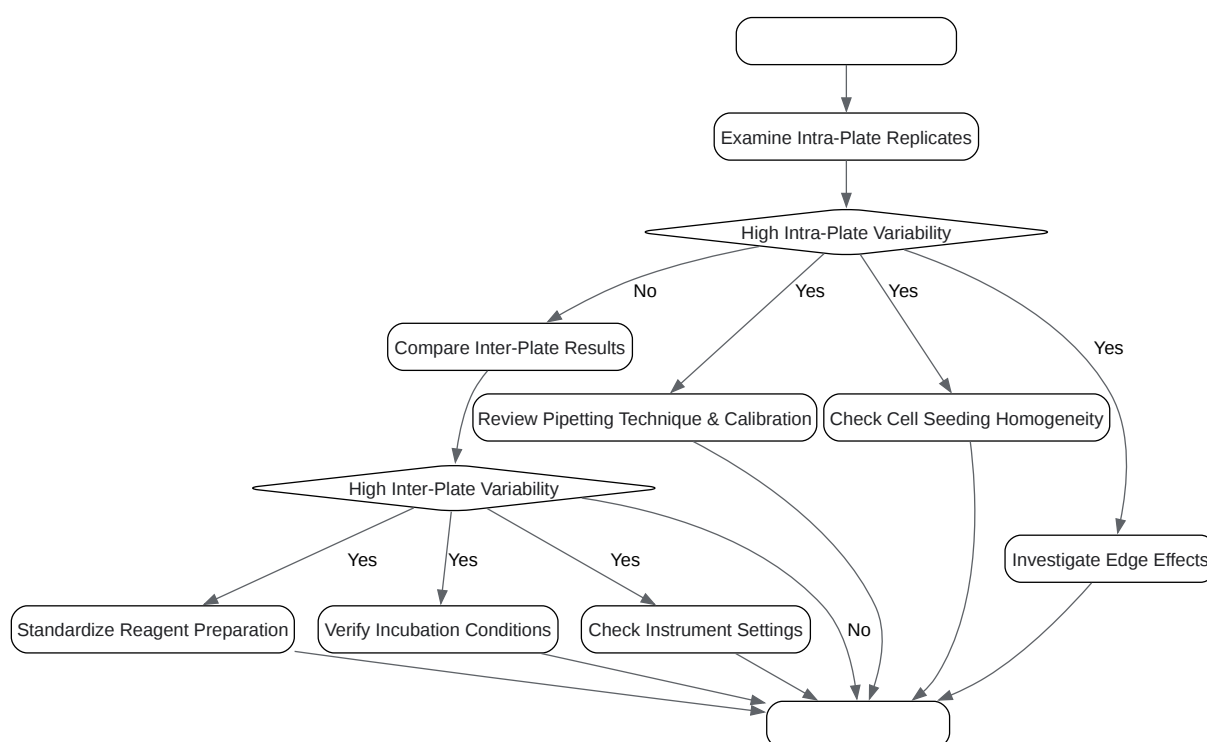 Examine Intra-Plate Replicates
High Intra-Plate Variability
No
Yes
Yes
Yes
Compare Inter-Plate Results
Review Pipetting Technique & Calibration
Check Cell Seeding Homogeneity
High Inter-Plate Variability
Yes
Yes
Yes
Investigate Edge Effects
Standardize Reagent Preparation
Verify Incubation Conditions
Check Instrument Settings
No